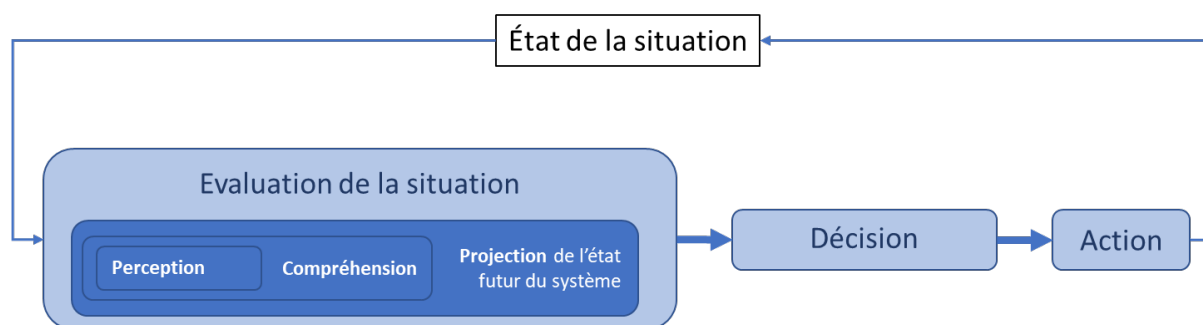 État de la situation
Evaluation de la situation
Perception
Compréhension
Projection de l'état
futur du système
Décision
Action